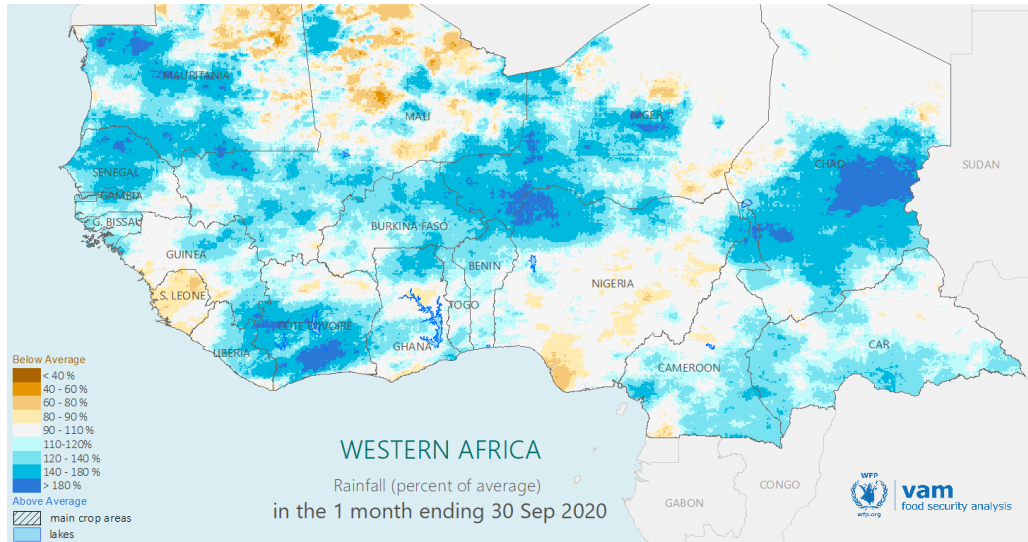 MAURITANIA
MALI
NIGER
CHAD
SUDAN
SENEGAL
GAMBIA
G. BISSAU
BURKINA FASO
GUINEA
BENIN
NIGERIA
S. LEONE
TOGO
COTE D'IVOIRE
LIBERIA
GHANA
CAR
CAMEROON
GABON
CONGO
Below Average
< 40 %
40 - 60 %
60 - 80 %
80 - 90 %
90 - 110 %
110-120%
120 - 140 %
140 - 180 %
> 180 %
Above Average
main crop areas
lakes
WESTERN AFRICA
Rainfall (percent of average)
in the 1 month ending 30 Sep 2020
WFP
wfp.org
vam
food security analysis